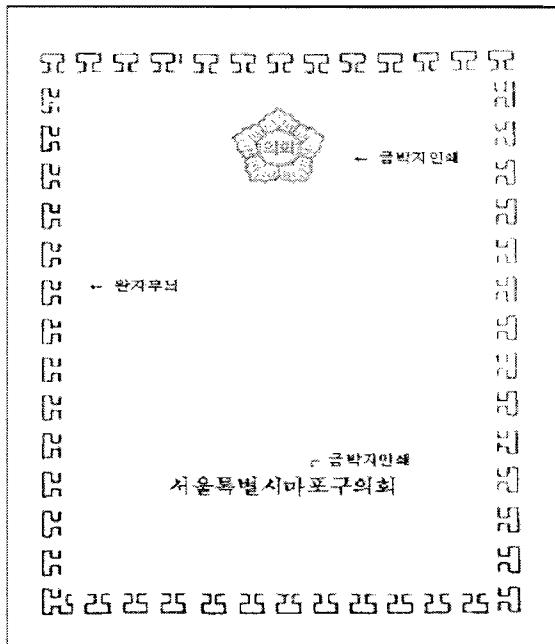 의회
← 금박지인쇄
← 완자무늬
┌ 금박지인쇄
서울특별시마포구의회